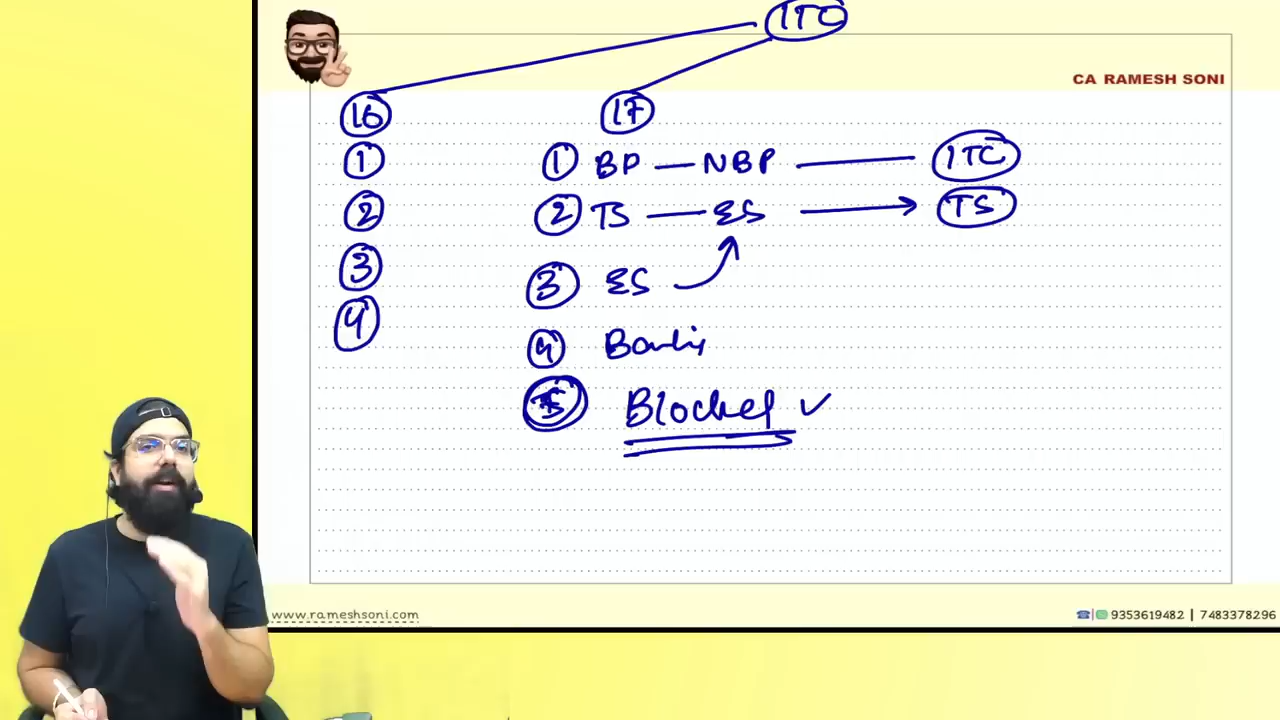 ITC
CA RAMESH SONI
16 17
1 1 BP — NBP — ITC
2 2 TS — ES → TS
3 3 ES
4 4
5 Blocked ✓
www.rameshsoni.com 9353619482 | 7483378296